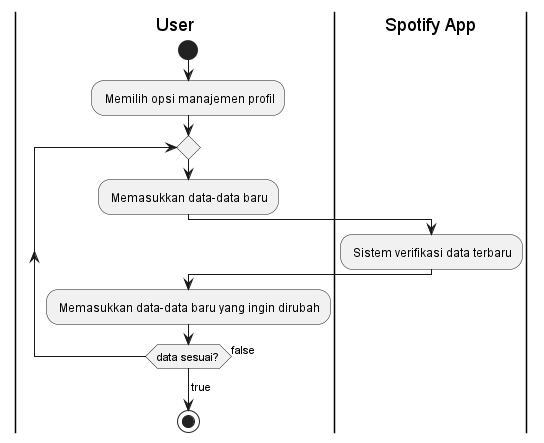 User
Spotify App
Memilih opsi manajemen profil
Memasukkan data-data baru
Sistem verifikasi data terbaru
Memasukkan data-data baru yang ingin dirubah
data sesuai?
false
true